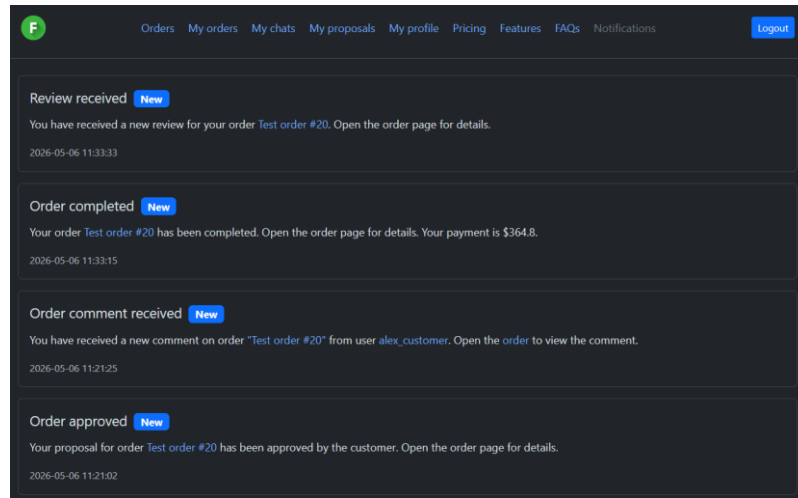 F Orders My orders My chats My proposals My profile Pricing Features FAQs Notifications Logout
Review received New
You have received a new review for your order Test order #20. Open the order page for details.
2026-05-06 11:33:33
Order completed New
Your order Test order #20 has been completed. Open the order page for details. Your payment is $364.8.
2026-05-06 11:33:15
Order comment received New
You have received a new comment on order "Test order #20" from user alex_customer. Open the order to view the comment.
2026-05-06 11:21:25
Order approved New
Your proposal for order Test order #20 has been approved by the customer. Open the order page for details.
2026-05-06 11:21:02